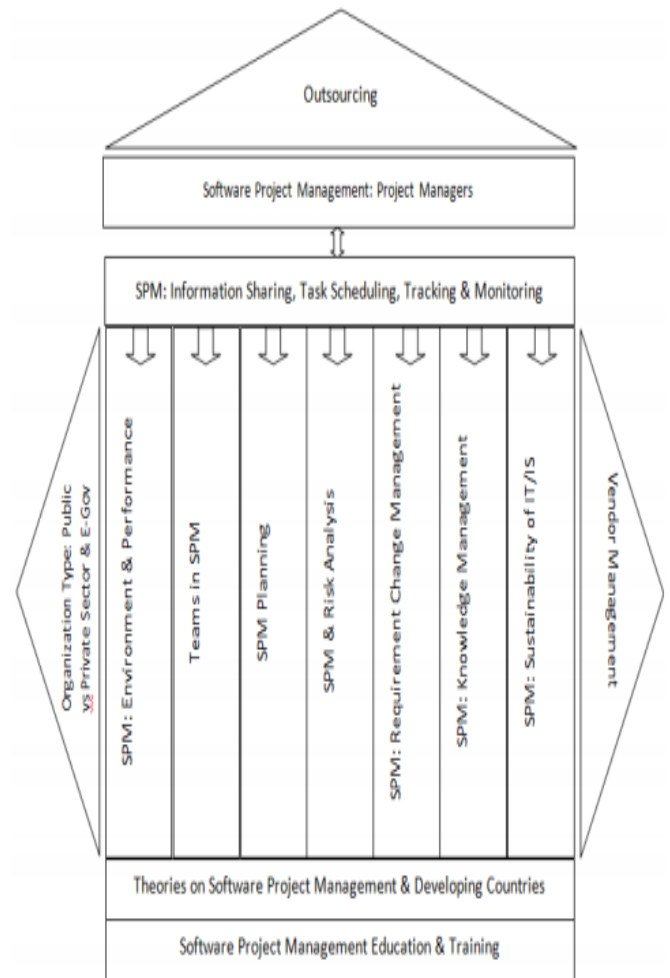 Outsourcing
Software Project Management: Project Managers
SPM: Information Sharing, Task Scheduling, Tracking & Monitoring
Organization Type: Public
vs Private Sector & E-Gov
SPM: Environment & Performance
Teams in SPM
SPM Planning
SPM & Risk Analysis
SPM: Requirement Change Management
SPM: Knowledge Management
SPM: Sustainability of IT/IS
Vendor Management
Theories on Software Project Management & Developing Countries
Software Project Management Education & Training